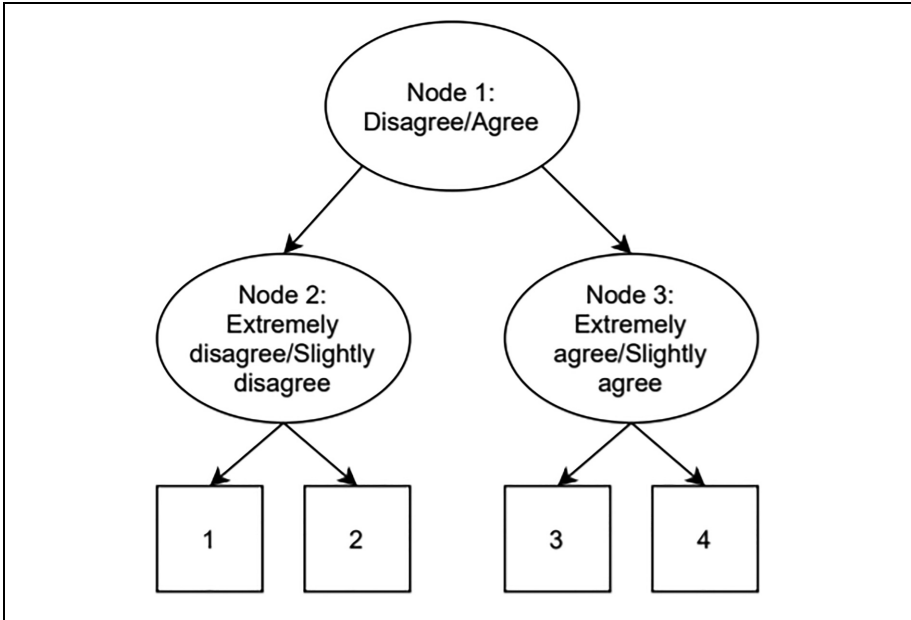 Node 1:
Disagree/Agree
Node 2:
Extremely
disagree/Slightly
disagree
Node 3:
Extremely
agree/Slightly
agree
1
2
3
4